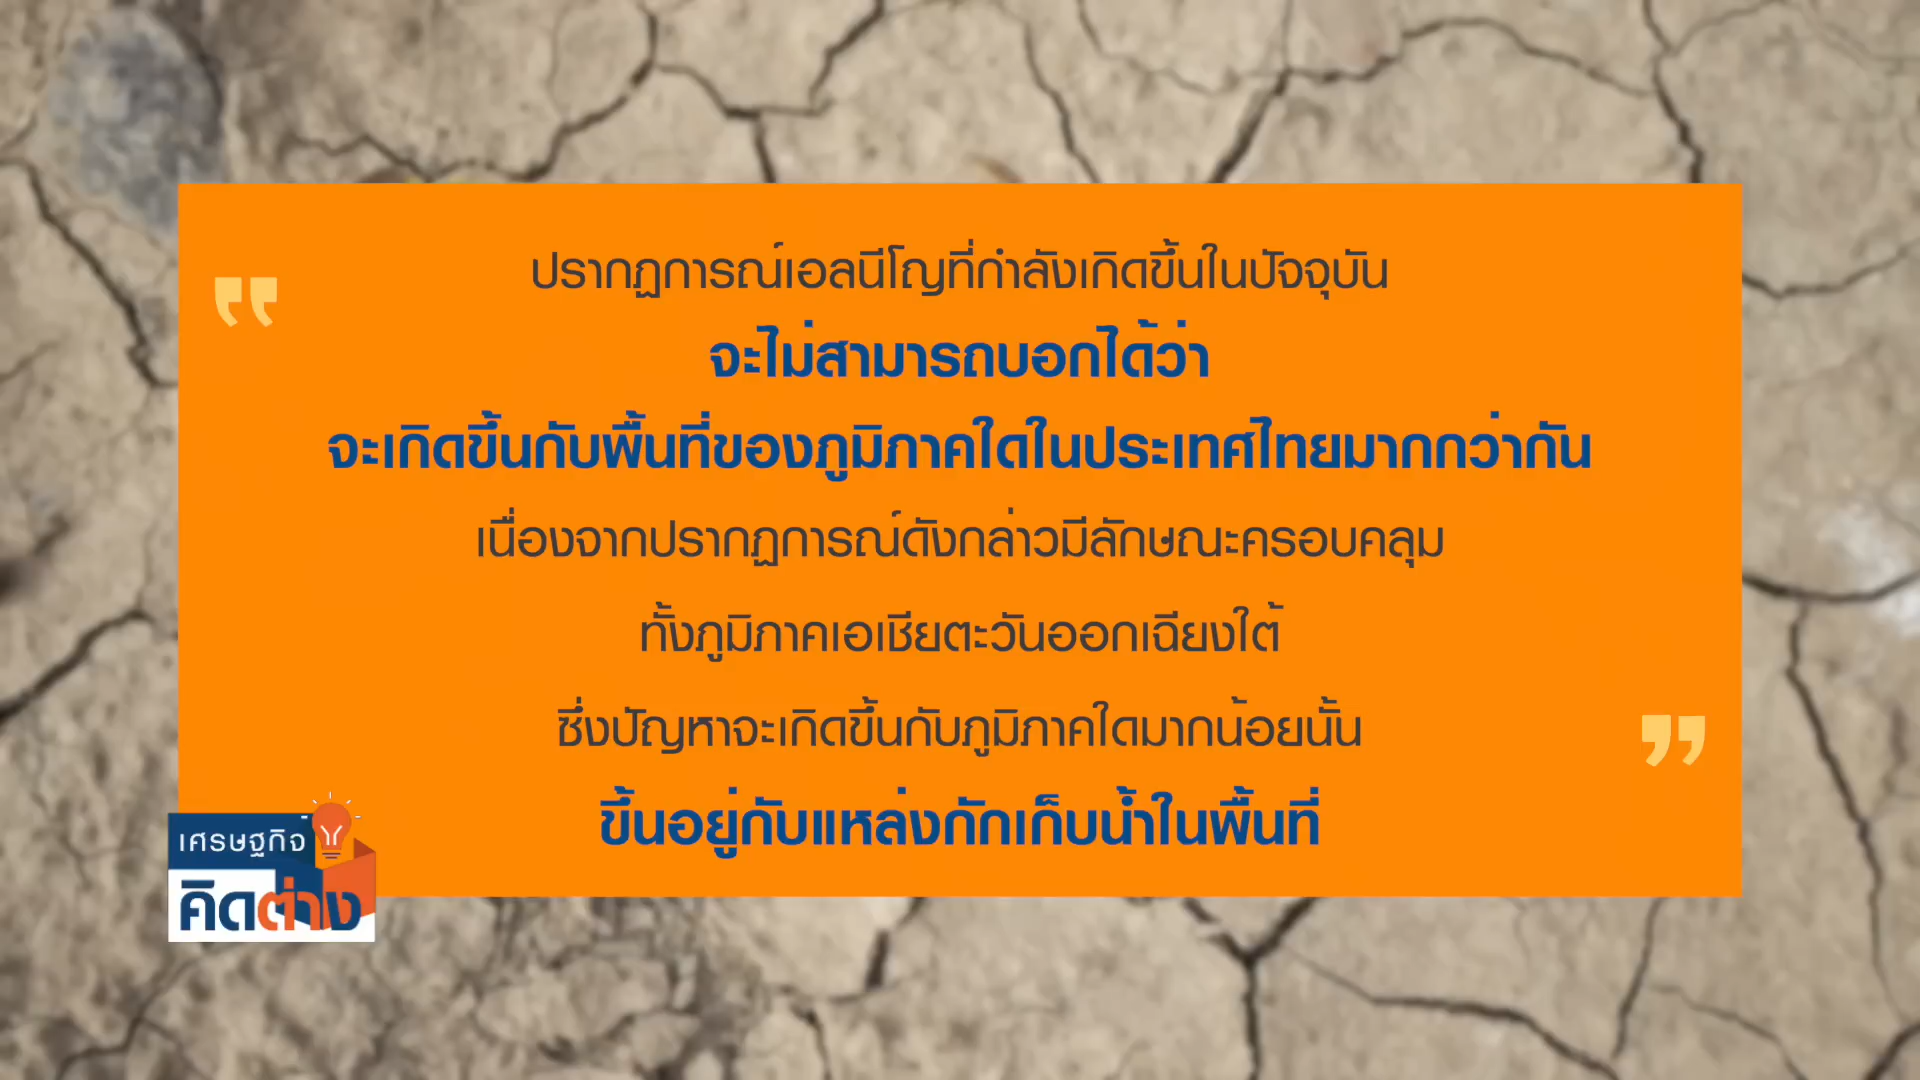 ปรากฏการณ์เอลนีโญที่กำลังเกิดขึ้นในปัจจุบัน
จะไม่สามารถบอกได้ว่า
จะเกิดขึ้นกับพื้นที่ของภูมิภาคใดในประเทศไทยมากกว่ากัน
เนื่องจากปรากฏการณ์ดังกล่าวมีลักษณะครอบคลุม
ทั้งภูมิภาคเอเชียตะวันออกเฉียงใต้
ซึ่งปัญหาจะเกิดขึ้นกับภูมิภาคใดมากน้อยนั้น
ขึ้นอยู่กับแหล่งกักเก็บน้ำในพื้นที่
เศรษฐกิจ
คิดต่าง